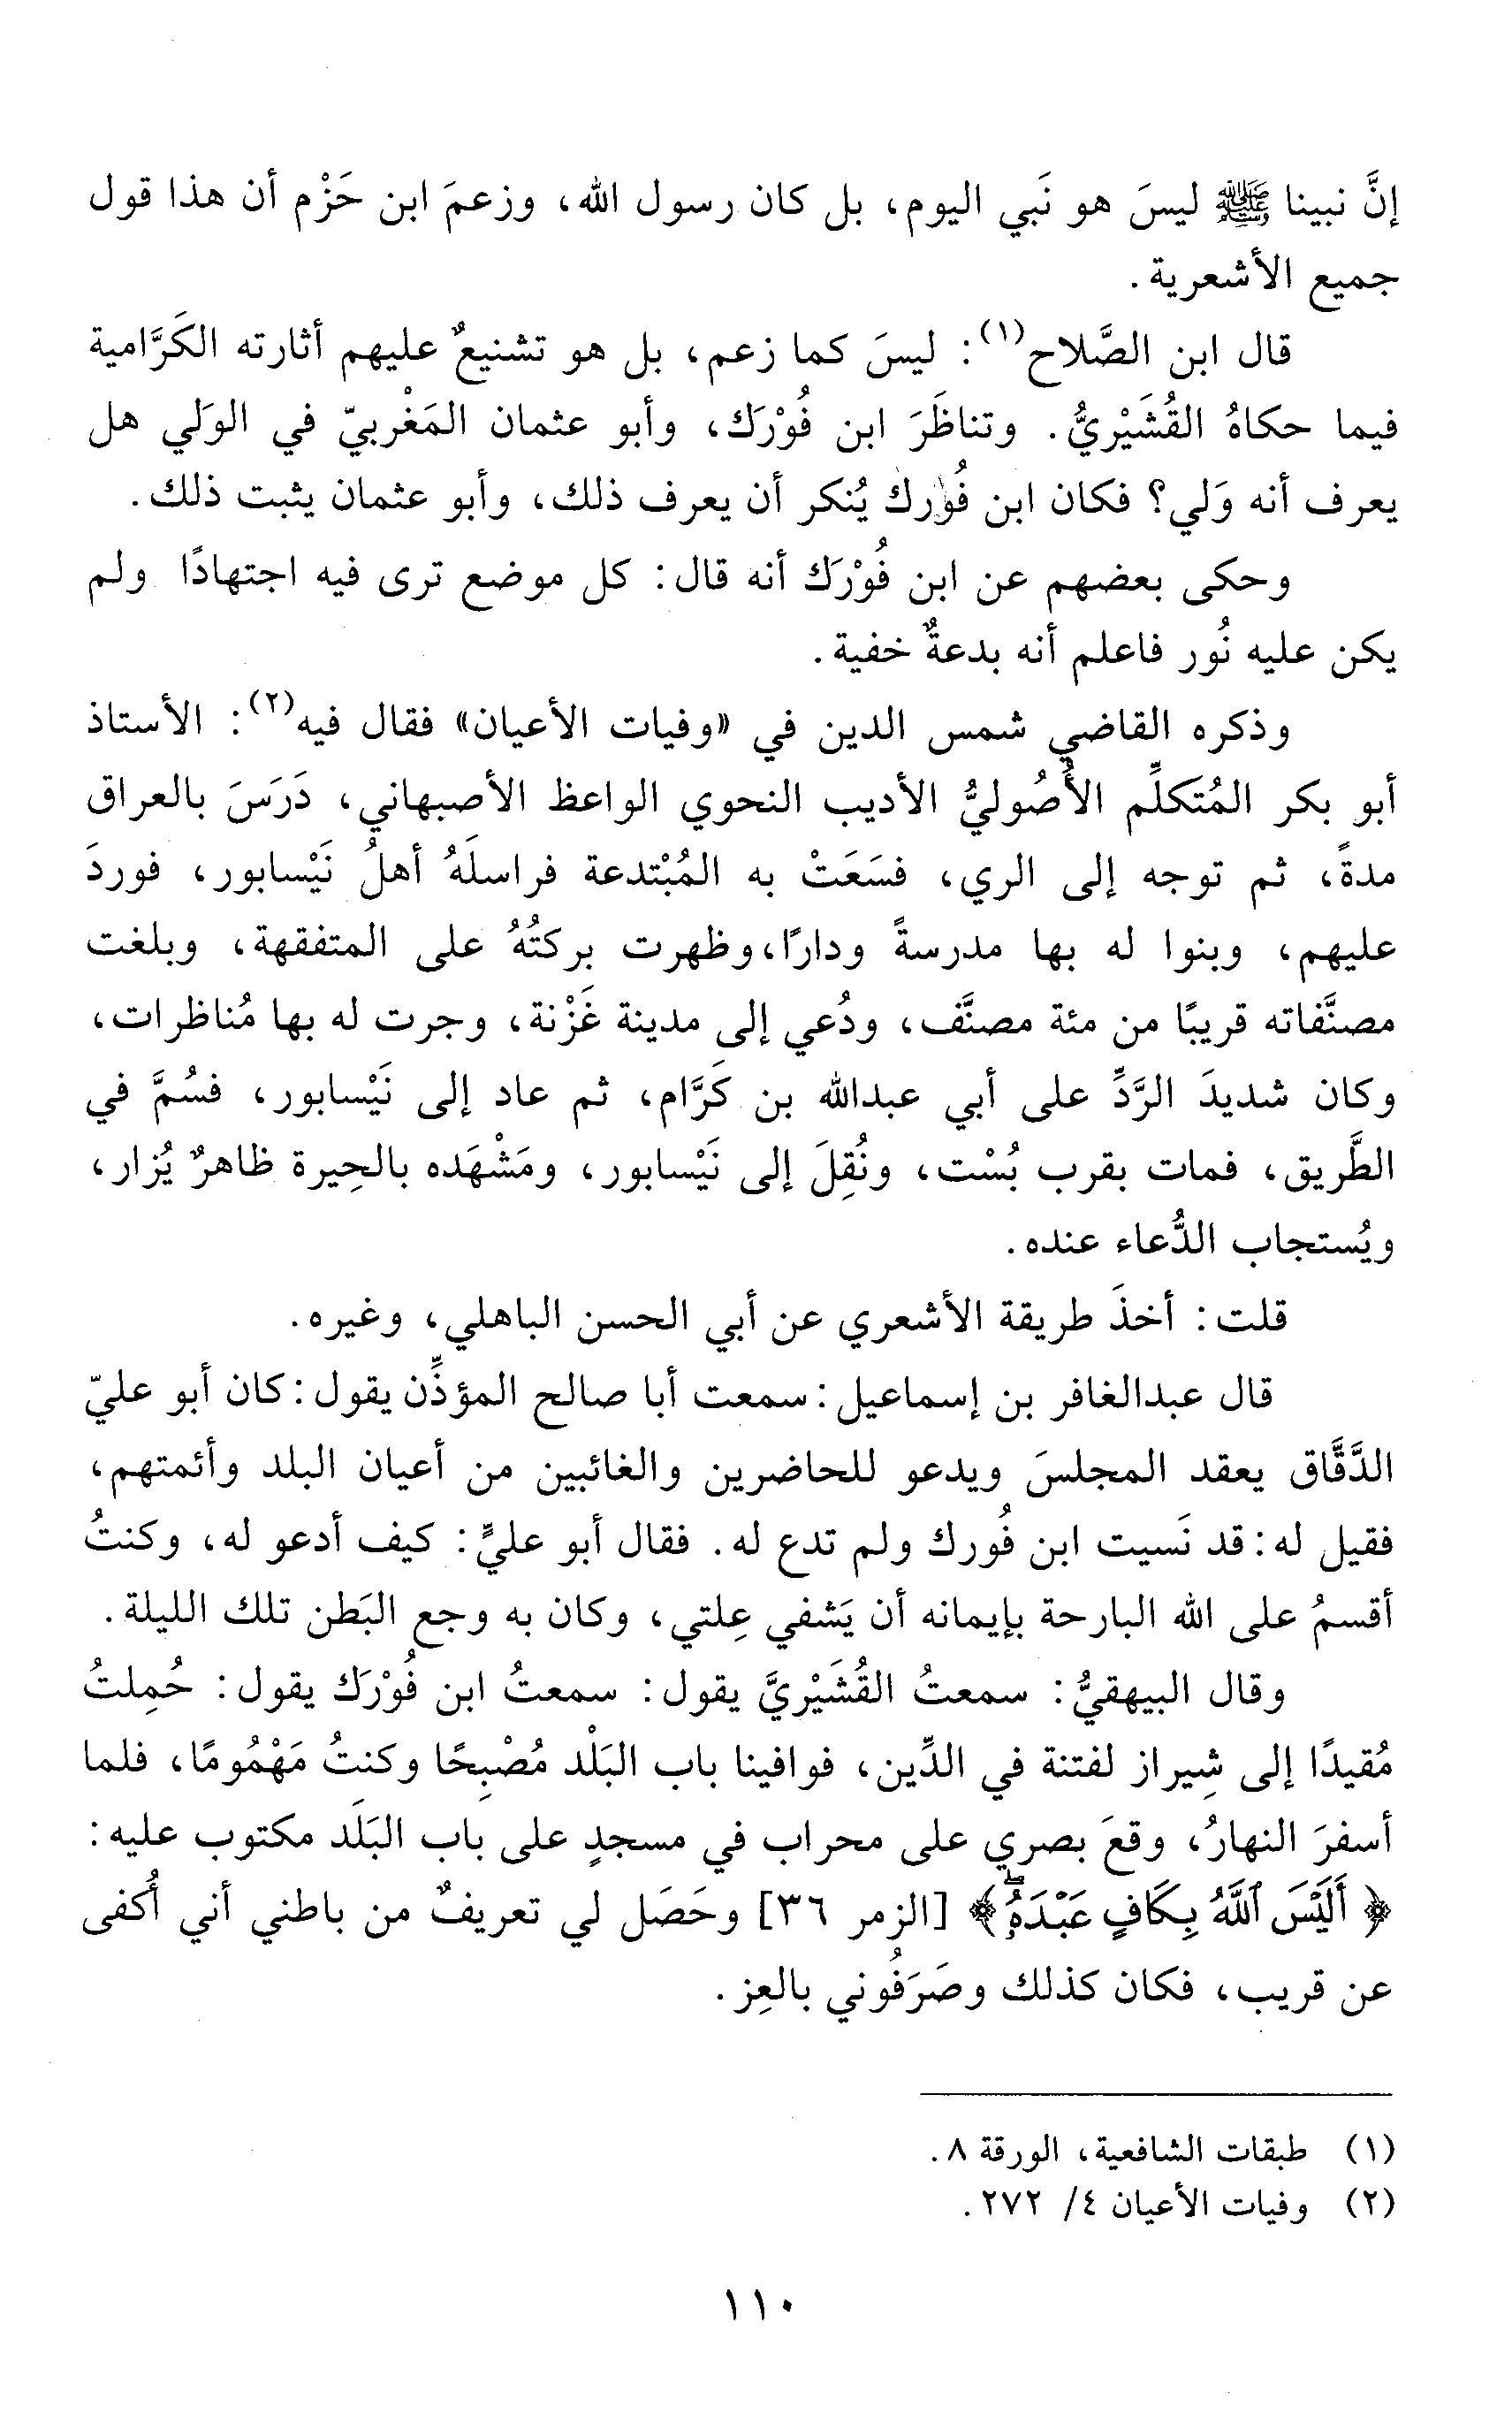 إنَّ نبينا ﷺ ليسَ هو نَبي اليوم، بل كان رسول الله، وزعمَ ابن حَزْم أن هذا قول
جميع الأشعرية.
قال ابن الصَّلاح(١): ليسَ كما زعم، بل هو تشنيعٌ عليهم أثارته الكَرَّامية
فيما حكاهُ القُشَيْريُّ. وتناظَرَ ابن فُوْرَك، وأبو عثمان المَغْربيّ في الوَلي هل
يعرف أنه وَلي؟ فكان ابن فُورك يُنكر أن يعرف ذلك، وأبو عثمان يثبت ذلك.
وحكى بعضهم عن ابن فُوْرَك أنه قال: كل موضع ترى فيه اجتهادًا ولم
يكن عليه نُور فاعلم أنه بدعةٌ خفية.
وذكره القاضي شمس الدين في «وفيات الأعيان» فقال فيه(٢): الأستاذ
أبو بكر المُتَكلِّم الأُصُوليُّ الأديب النحوي الواعظ الأصبهاني، دَرَسَ بالعراق
مدةً، ثم توجه إلى الري، فسَعَتْ به المُبْتدعة فراسلَهُ أهلُ نَيْسابور، فوردَ
عليهم، وبنوا له بها مدرسةً ودارًا،وظهرت بركتُهُ على المتفقهة، وبلغت
مصنَّفاته قريبًا من مئة مصنَّف، ودُعي إلى مدينة غَزْنة، وجرت له بها مُناظرات،
وكان شديدَ الرَّدِّ على أبي عبدالله بن كَرَّام، ثم عاد إلى نَيْسابور، فسُمَّ في
الطَّريق، فمات بقرب بُسْت، ونُقِلَ إلى نَيْسابور، ومَشْهَده بالحِيرة ظاهرٌ يُزار،
ويُستجاب الدُّعاء عنده.
قلت: أخذَ طريقة الأشعري عن أبي الحسن الباهلي، وغيره.
قال عبدالغافر بن إسماعيل: سمعت أبا صالح المؤذِّن يقول: كان أبو عليّ
الدَّقَّاق يعقد المجلسَ ويدعو للحاضرين والغائبين من أعيان البلد وأئمتهم،
فقيل له: قد نَسيت ابن فُورك ولم تدع له. فقال أبو عليٍّ: كيف أدعو له، وكنتُ
أقسمُ على الله البارحة بإيمانه أن يَشفي عِلتي، وكان به وجع البَطن تلك الليلة.
وقال البيهقيُّ: سمعتُ القُشَيْريَّ يقول: سمعتُ ابن فُوْرَك يقول: حُمِلتُ
مُقيدًا إلى شِيراز لفتنة في الدِّين، فوافينا باب البَلْد مُصْبِحًا وكنتُ مَهْمُومًا، فلما
أسفرَ النهارُ، وقعَ بصري على محراب في مسجدٍ على باب البَلَد مكتوب عليه:
﴿ أَلَيْسَ ٱللَّهُ بِكَافٍ عَبْدَهُۥۖ﴾ [الزمر ٣٦] وحَصَل لي تعريفٌ من باطني أني أُكفى
عن قريب، فكان كذلك وصَرَفُوني بالعِز.
(١) طبقات الشافعية، الورقة ٨.
(٢) وفيات الأعيان ٤/ ٢٧٢.
١١٠